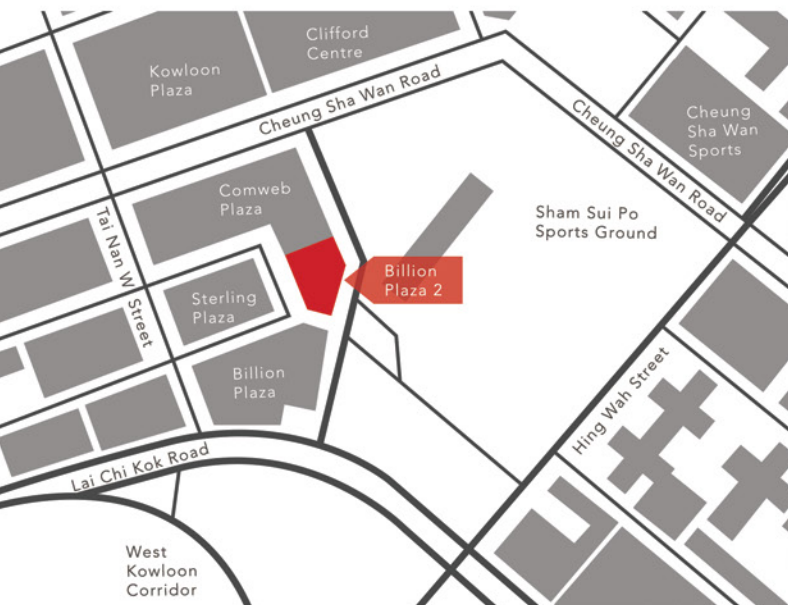 Clifford
Centre
Kowloon
Plaza
Cheung Sha Wan Road
Cheung Sha Wan Road
Cheung
Sha Wan
Sports
Comweb
Plaza
Sham Sui Po
Sports Ground
Tai Nan W Street
Billion
Plaza 2
Sterling
Plaza
Billion
Plaza
Hing Wah Street
Lai Chi Kok Road
West
Kowloon
Corridor